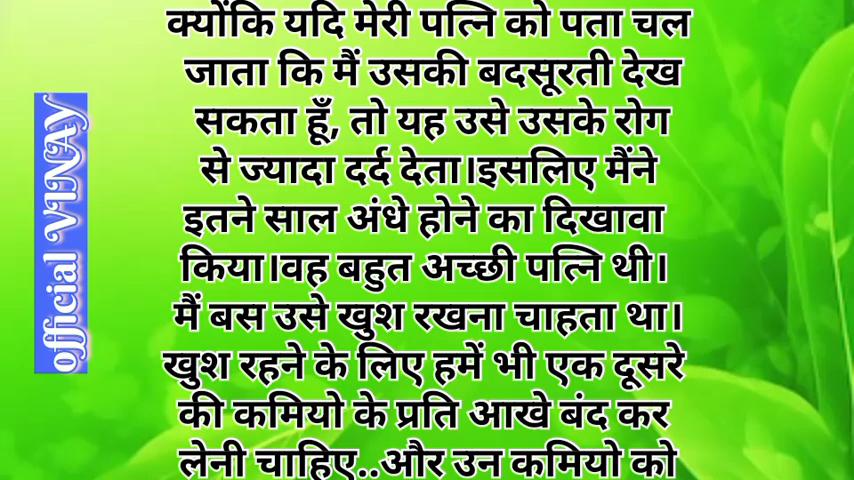 क्योंकि यदि मेरी पत्नि को पता चल
जाता कि मैं उसकी बदसूरती देख
सकता हूँ, तो यह उसे उसके रोग
से ज्यादा दर्द देता।इसलिए मैंने
इतने साल अंधे होने का दिखावा
किया।वह बहुत अच्छी पत्नि थी।
मैं बस उसे खुश रखना चाहता था।
खुश रहने के लिए हमें भी एक दूसरे
की कमियो के प्रति आखे बंद कर
लेनी चाहिए..और उन कमियो को
official VINAY